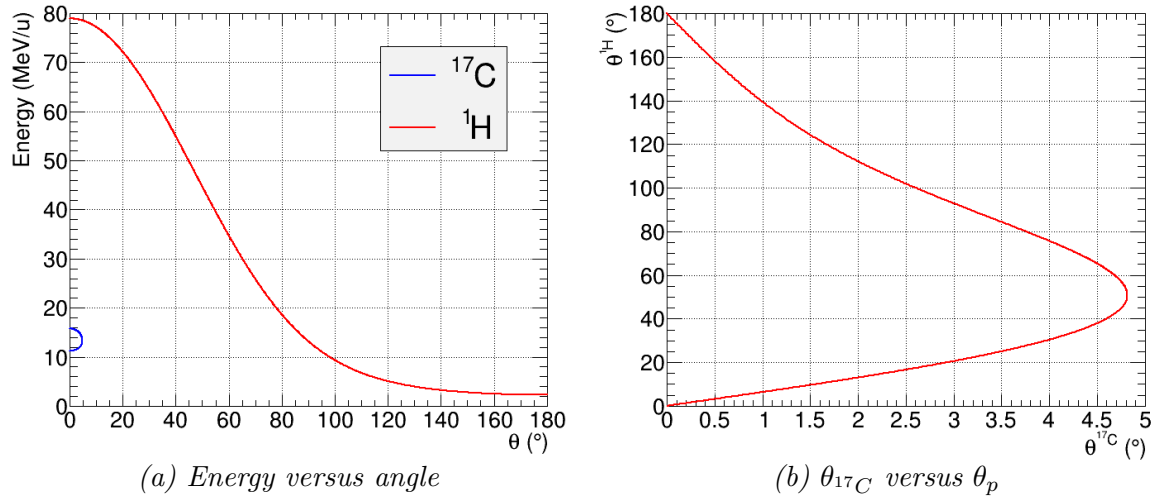 Energy (MeV/u)
80
70
60
50
40
30
20
10
0
¹⁷C
¹H
0 20 40 60 80 100 120 140 160 180
θ (°)
(a) Energy versus angle
θ¹H (°)
180
160
140
120
100
80
60
40
20
0
0 0.5 1 1.5 2 2.5 3 3.5 4 4.5 5
θ¹⁷C (°)
(b) θ₁₇C versus θp